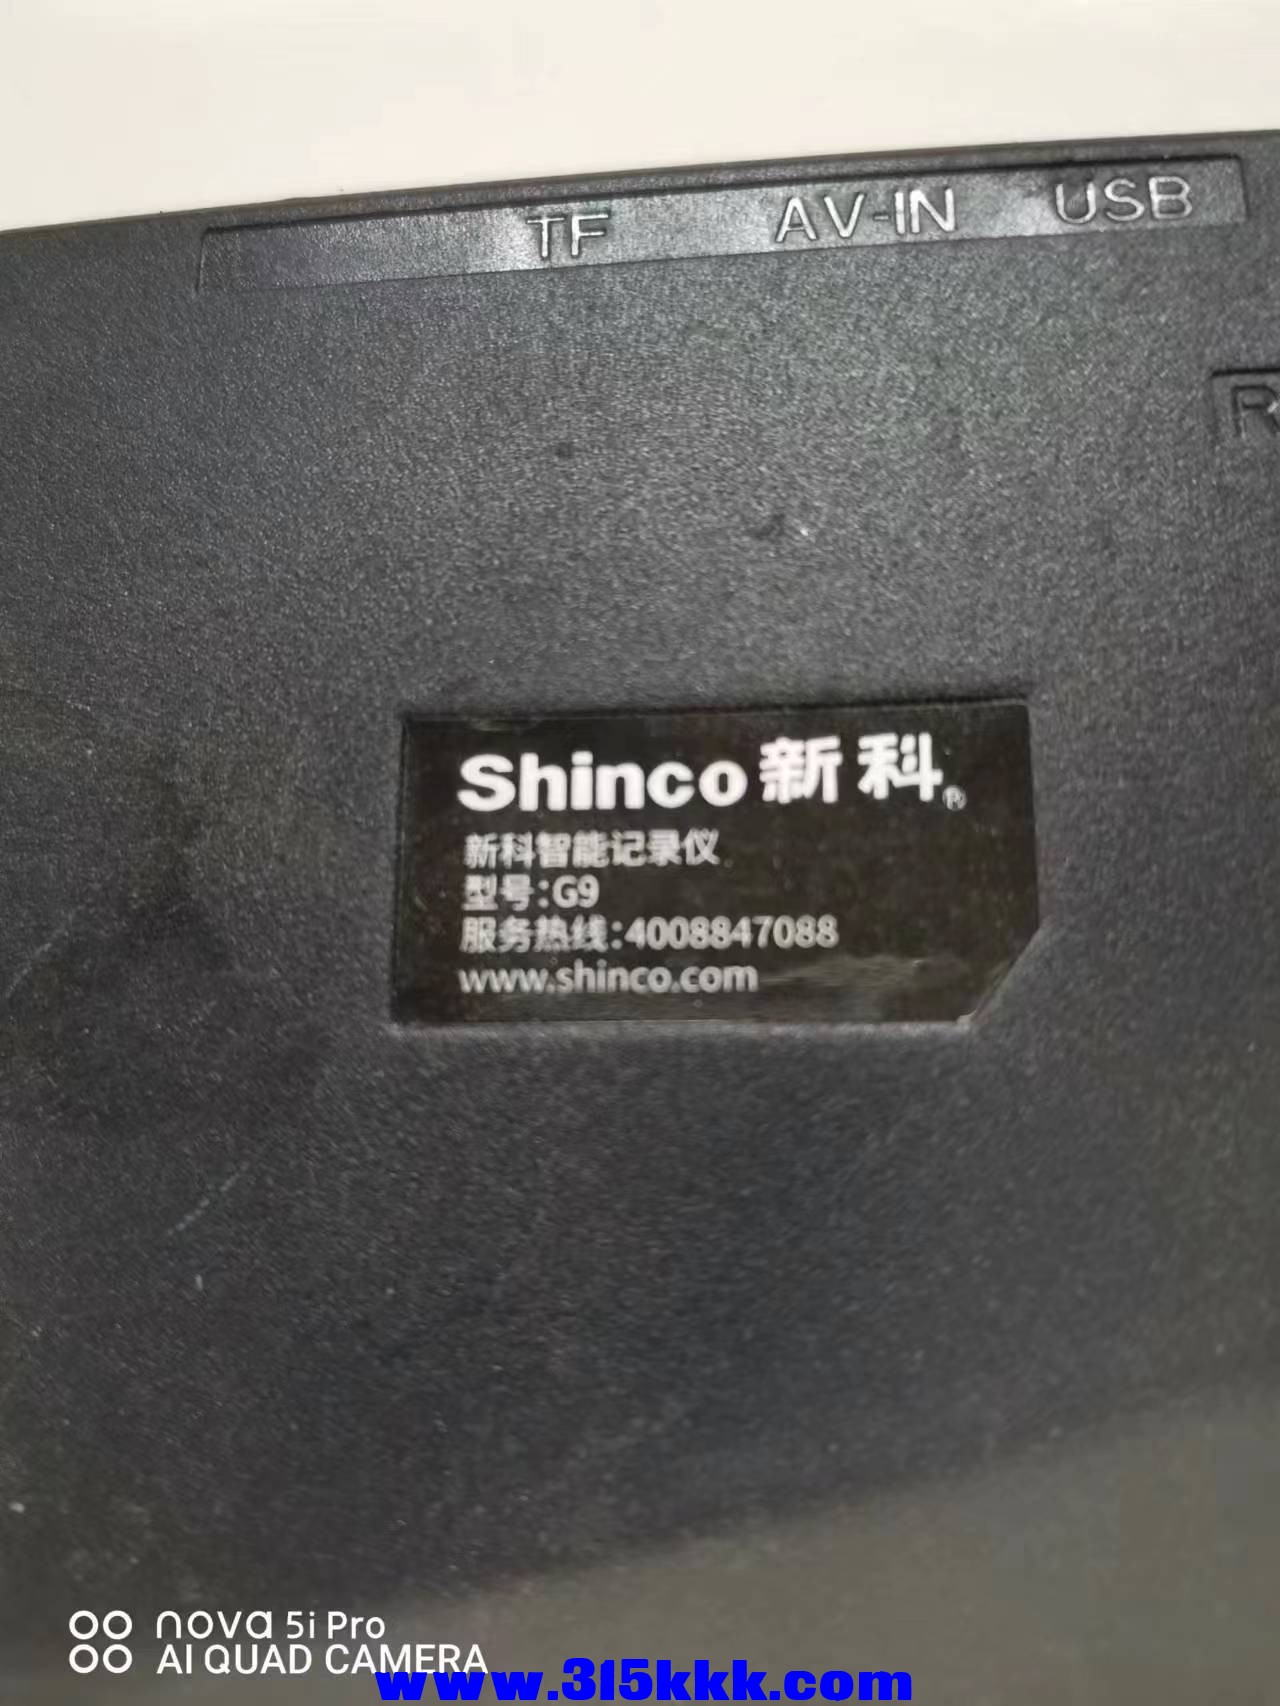 TF AV-IN USB
R
Shinco 新科®
新科智能记录仪
型号:G9
服务热线:4008847088
www.shinco.com
nova 5i Pro
AI QUAD CAMERA
www.315kkk.com